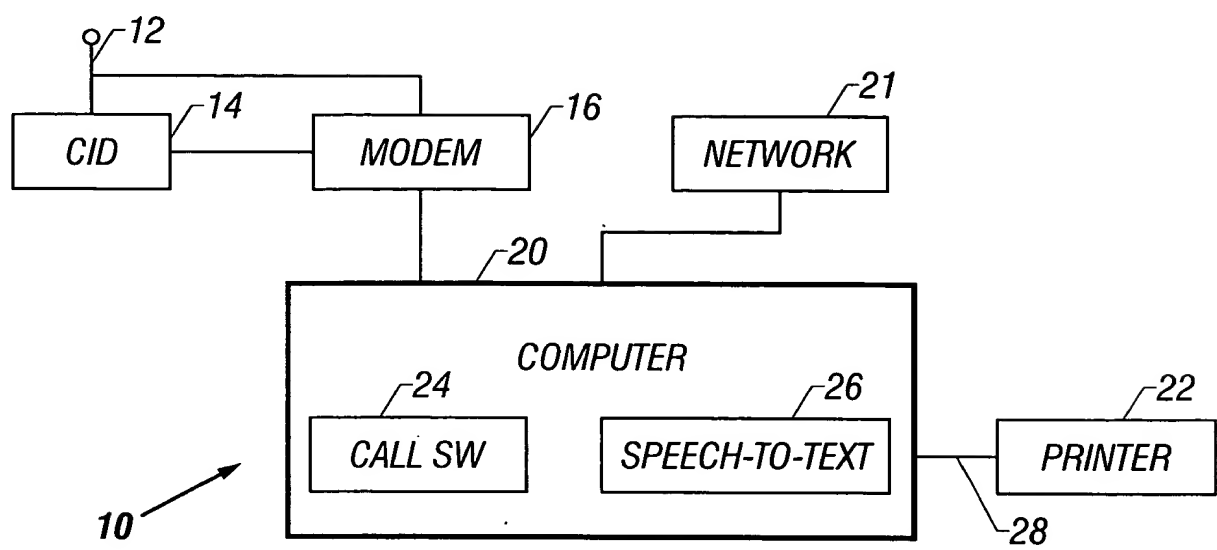 12
14
CID
16
MODEM
21
NETWORK
20
COMPUTER
24
CALL SW
26
SPEECH-TO-TEXT
22
PRINTER
28
10